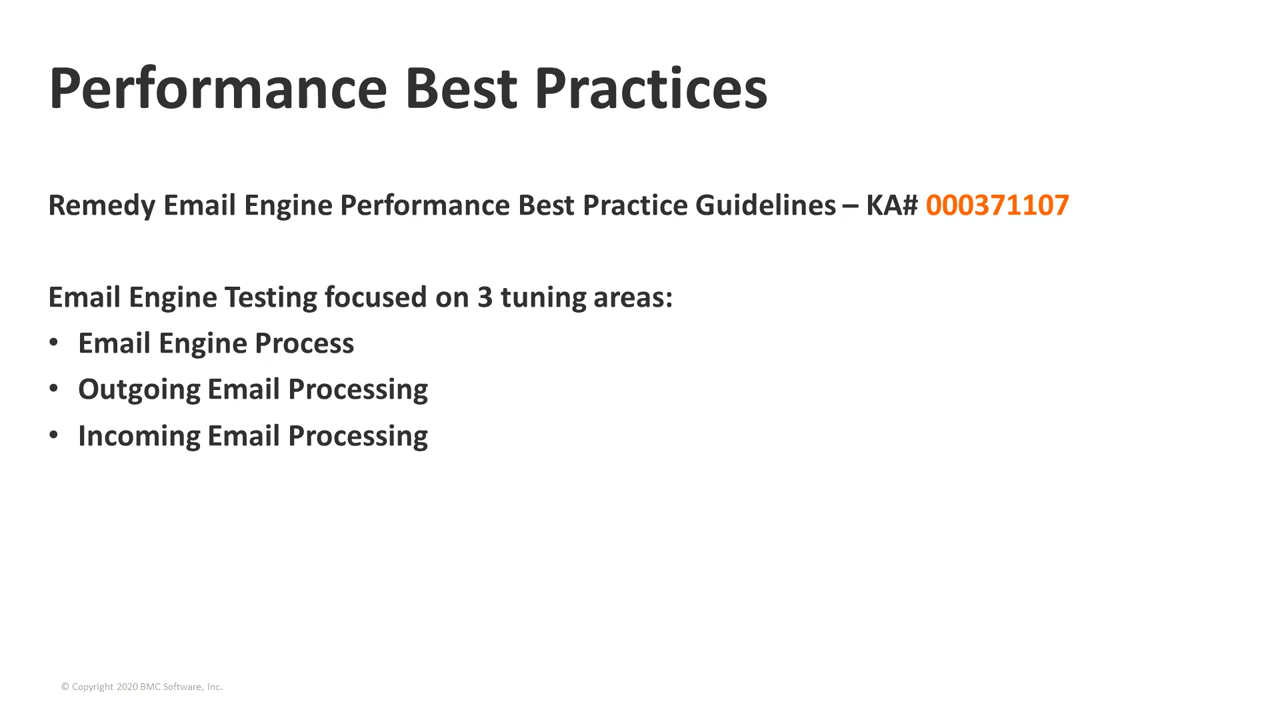 Performance Best Practices
Remedy Email Engine Performance Best Practice Guidelines – KA# 000371107
Email Engine Testing focused on 3 tuning areas:
• Email Engine Process
• Outgoing Email Processing
• Incoming Email Processing
© Copyright 2020 BMC Software, Inc.